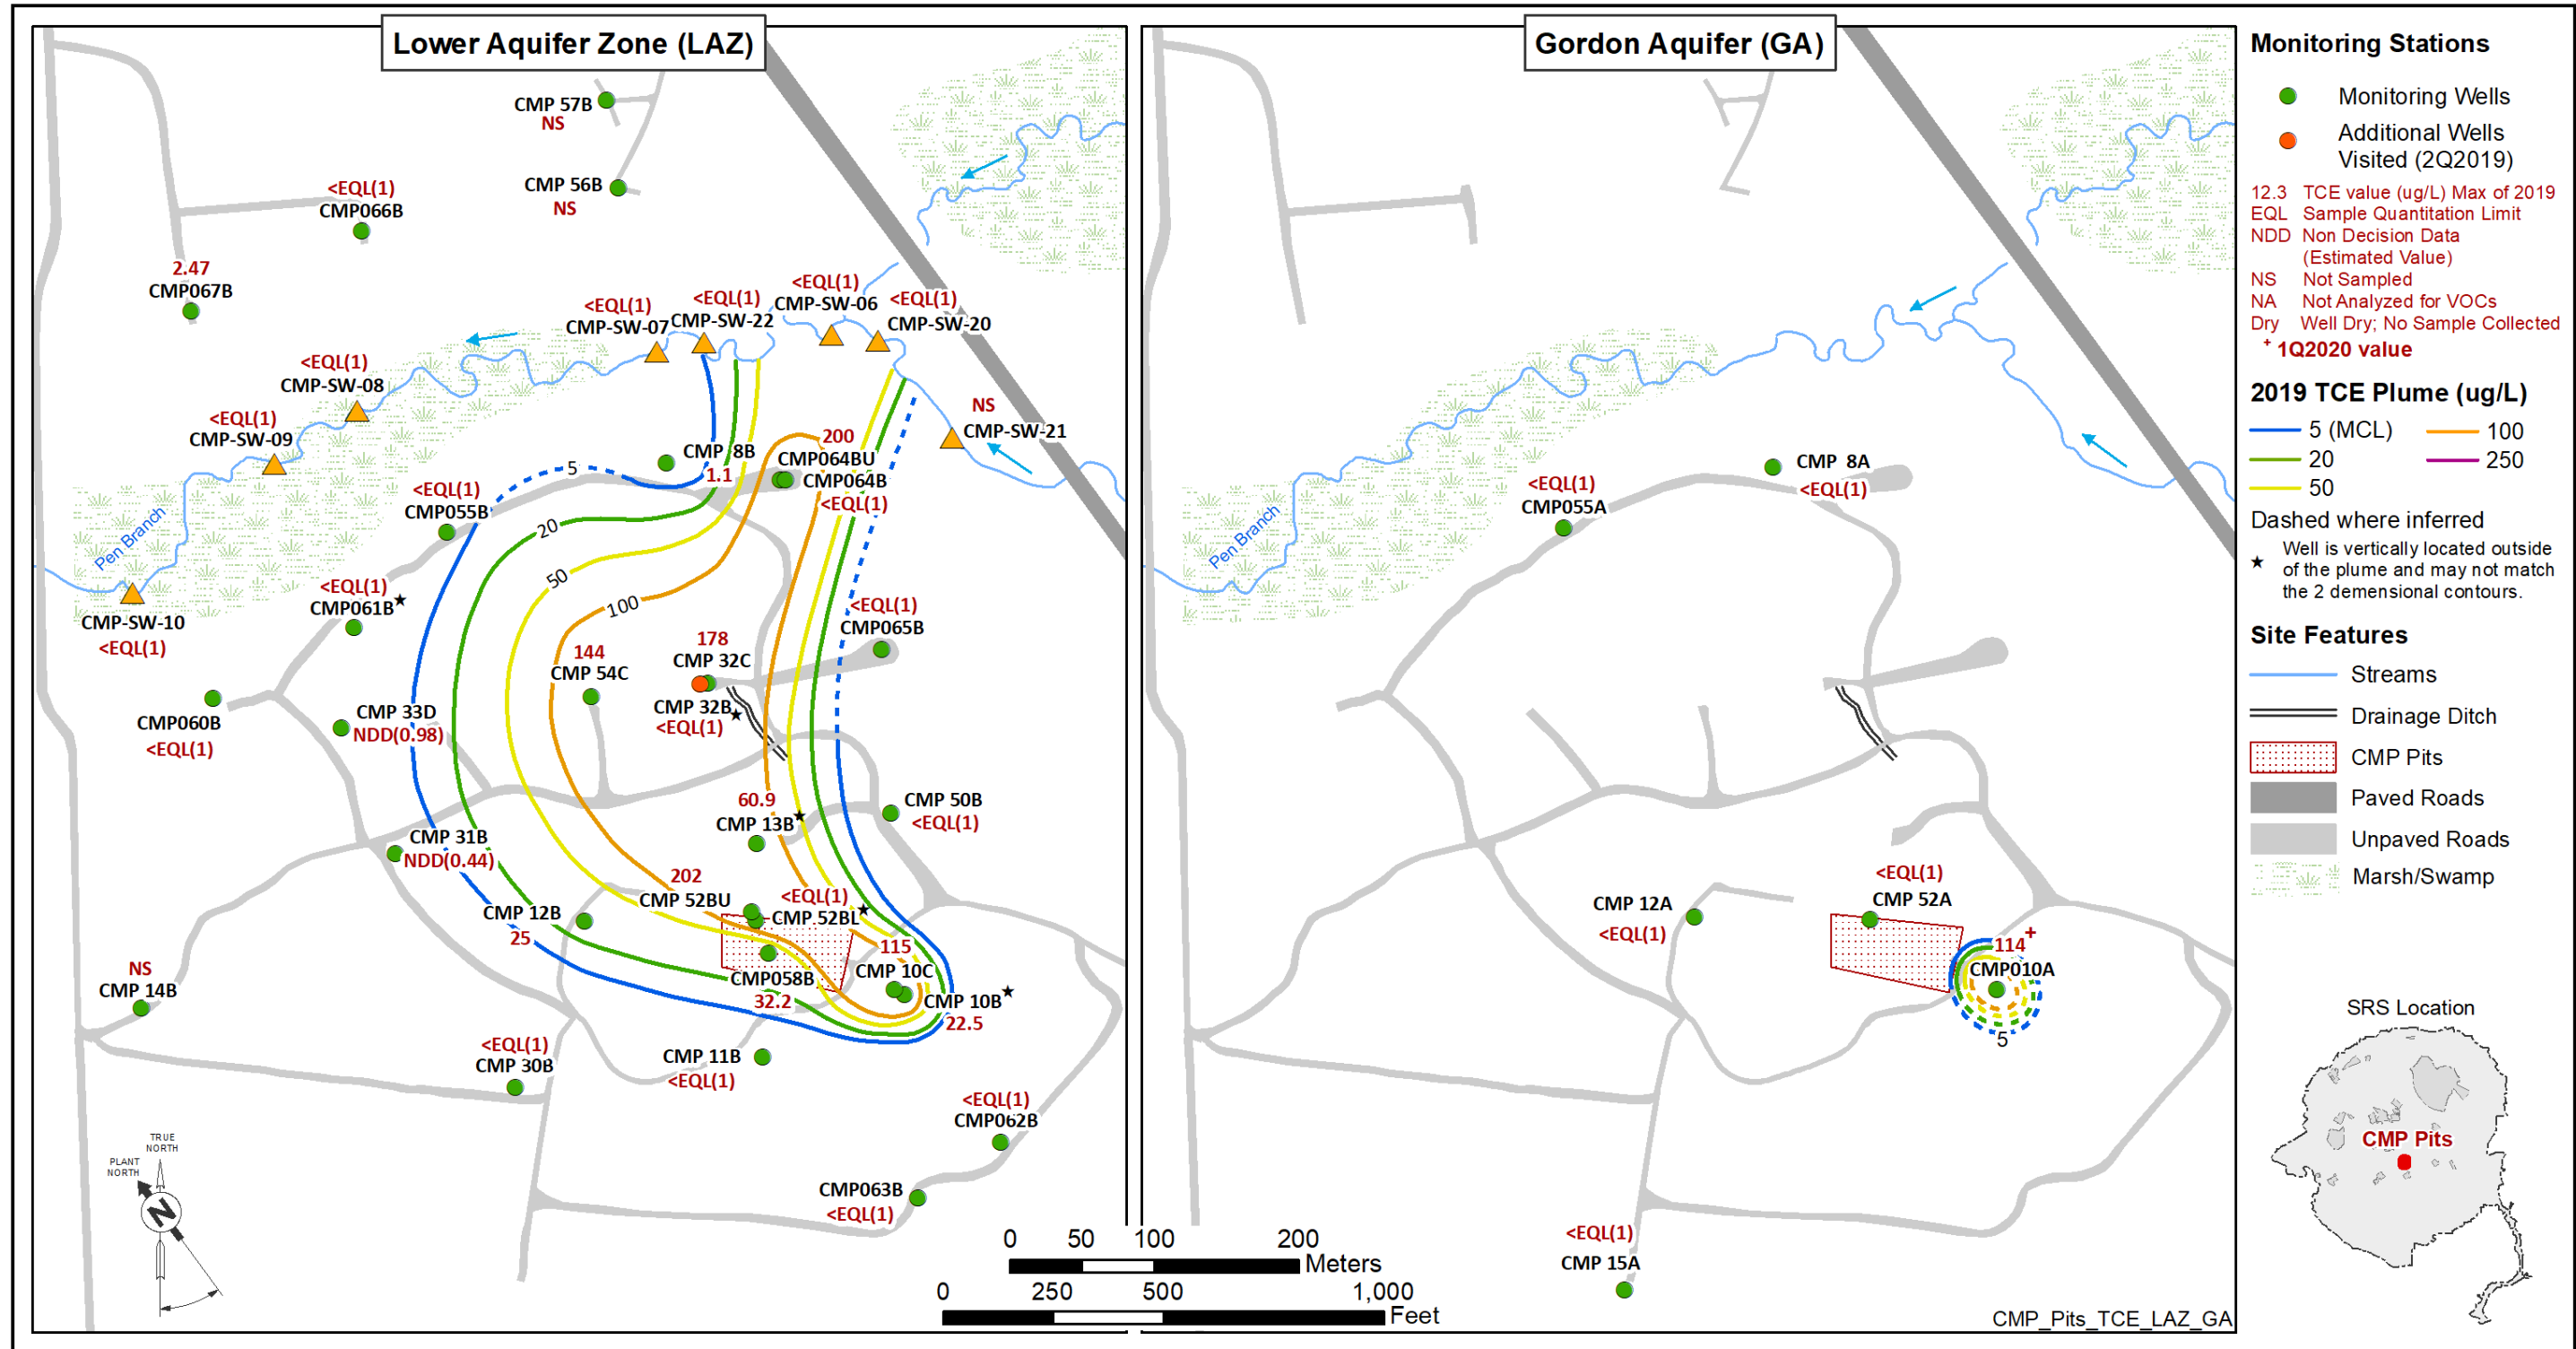 Lower Aquifer Zone (LAZ)
CMP 57B
NS
CMP 56B
NS
<EQL(1)
CMP066B
2.47
CMP067B
<EQL(1)
CMP-SW-06
<EQL(1)
CMP-SW-20
<EQL(1)
CMP-SW-22
<EQL(1)
CMP-SW-07
<EQL(1)
CMP-SW-08
<EQL(1)
CMP-SW-09
NS
CMP-SW-21
Pen Branch
CMP-SW-10
<EQL(1)
CMP 8B
1.1
200
CMP064BU
CMP064B
<EQL(1)
5
20
50
100
<EQL(1)
CMP055B
<EQL(1)
CMP061B
<EQL(1)
CMP065B
CMP060B
<EQL(1)
CMP 33D
NDD(0.98)
144
CMP 54C
178
CMP 32C
CMP 32B
<EQL(1)
60.9
CMP 13B
CMP 50B
<EQL(1)
CMP 31B
NDD(0.44)
202
CMP 52BU
<EQL(1)
CMP 52BL
CMP 12B
25
115
CMP 10C
CMP058B
32.2
CMP 10B
22.5
NS
CMP 14B
<EQL(1)
CMP 30B
CMP 11B
<EQL(1)
<EQL(1)
CMP062B
CMP063B
<EQL(1)
TRUE
NORTH
PLANT
NORTH
N
0 50 100 200
Meters
0 250 500 1,000
Feet
Gordon Aquifer (GA)
Pen Branch
CMP 8A
<EQL(1)
<EQL(1)
CMP055A
CMP 12A
<EQL(1)
<EQL(1)
CMP 52A
114+
CMP010A
5
<EQL(1)
CMP 15A
CMP_Pits_TCE_LAZ_GA
Monitoring Stations
Monitoring Wells
Additional Wells
Visited (2Q2019)
12.3 TCE value (ug/L) Max of 2019
EQL Sample Quantitation Limit
NDD Non Decision Data
(Estimated Value)
NS Not Sampled
NA Not Analyzed for VOCs
Dry Well Dry; No Sample Collected
+ 1Q2020 value
2019 TCE Plume (ug/L)
5 (MCL) 100
20 250
50
Dashed where inferred
Well is vertically located outside
of the plume and may not match
the 2 demensional contours.
Site Features
Streams
Drainage Ditch
CMP Pits
Paved Roads
Unpaved Roads
Marsh/Swamp
SRS Location
CMP Pits